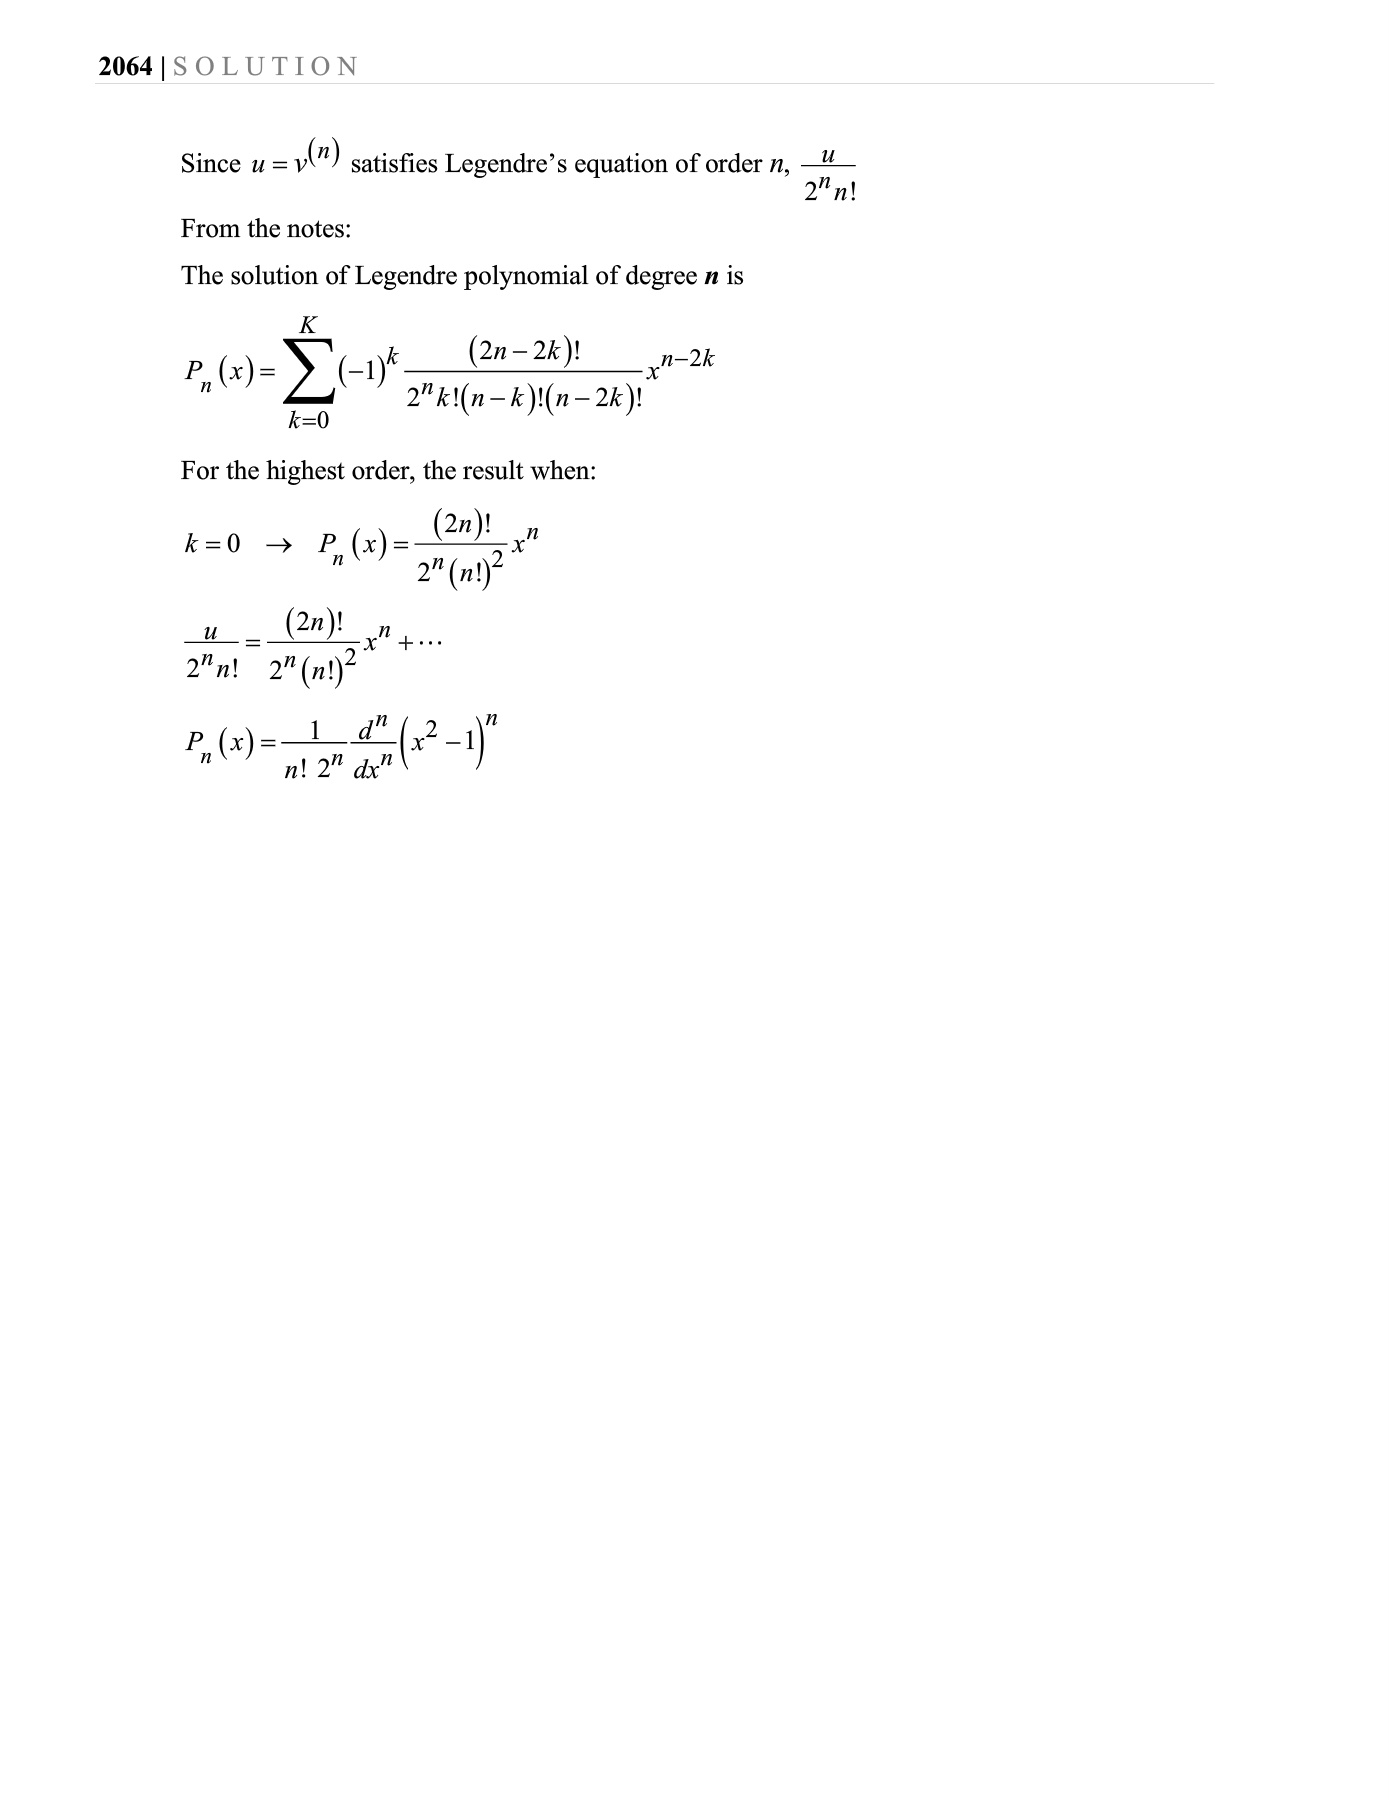 2064 | S O L U T I O N
Since $u = v^{(n)}$ satisfies Legendre’s equation of order $n$, $\frac{u}{2^n n!}$
From the notes:
The solution of Legendre polynomial of degree $\boldsymbol{n}$ is
$P_n(x) = \sum_{k=0}^{K} (-1)^k \frac{(2n-2k)!}{2^n k!(n-k)!(n-2k)!} x^{n-2k}$
For the highest order, the result when:
$k = 0 \rightarrow P_n(x) = \frac{(2n)!}{2^n (n!)^2} x^n$
$\frac{u}{2^n n!} = \frac{(2n)!}{2^n (n!)^2} x^n + \cdots$
$P_n(x) = \frac{1}{n!\ 2^n} \frac{d^n}{dx^n} (x^2 - 1)^n$